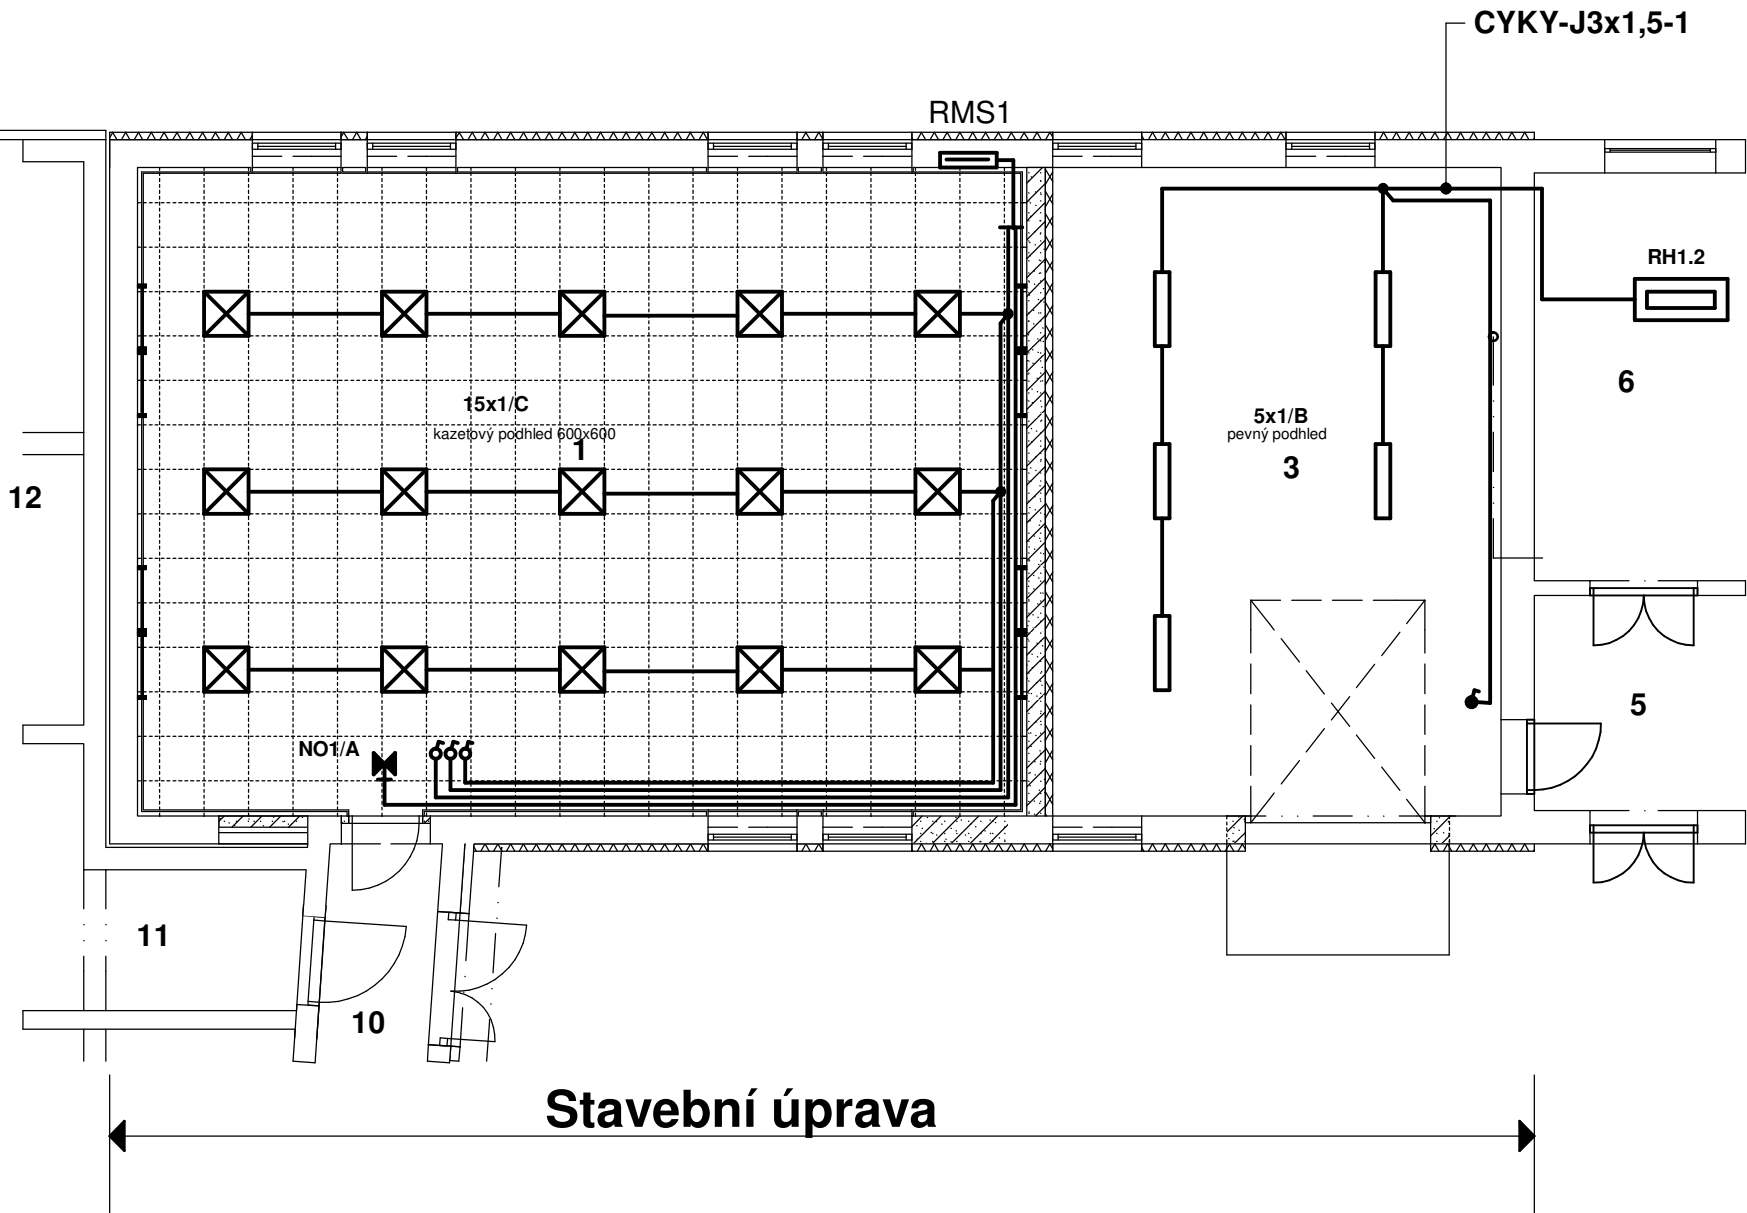 CYKY-J3x1,5-1
RMS1
RH1.2
6
15x1/C
kazetový podhled 600x600
1
5x1/B
pevný podhled
3
12
5
NO1/A
11
10
Stavební úprava